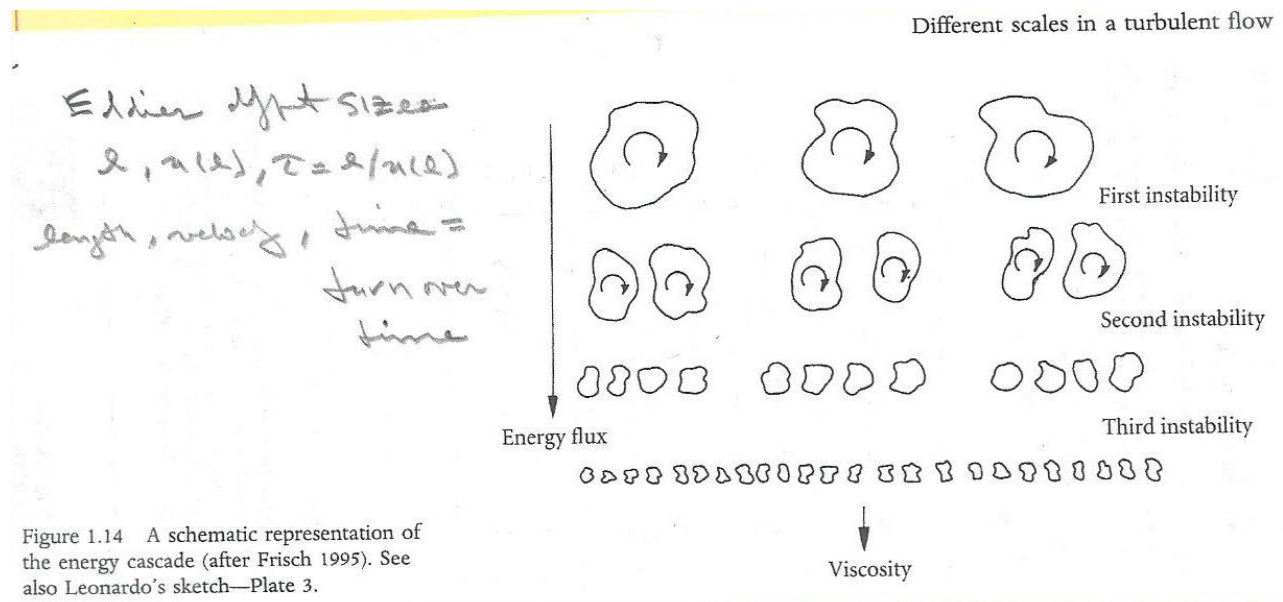 Different scales in a turbulent flow
Eddies diffnt sizes
l, u(l), τ = l/u(l)
length, velocity, time =
turn over
time
First instability
Second instability
Energy flux
Third instability
Viscosity
Figure 1.14 A schematic representation of
the energy cascade (after Frisch 1995). See
also Leonardo's sketch—Plate 3.